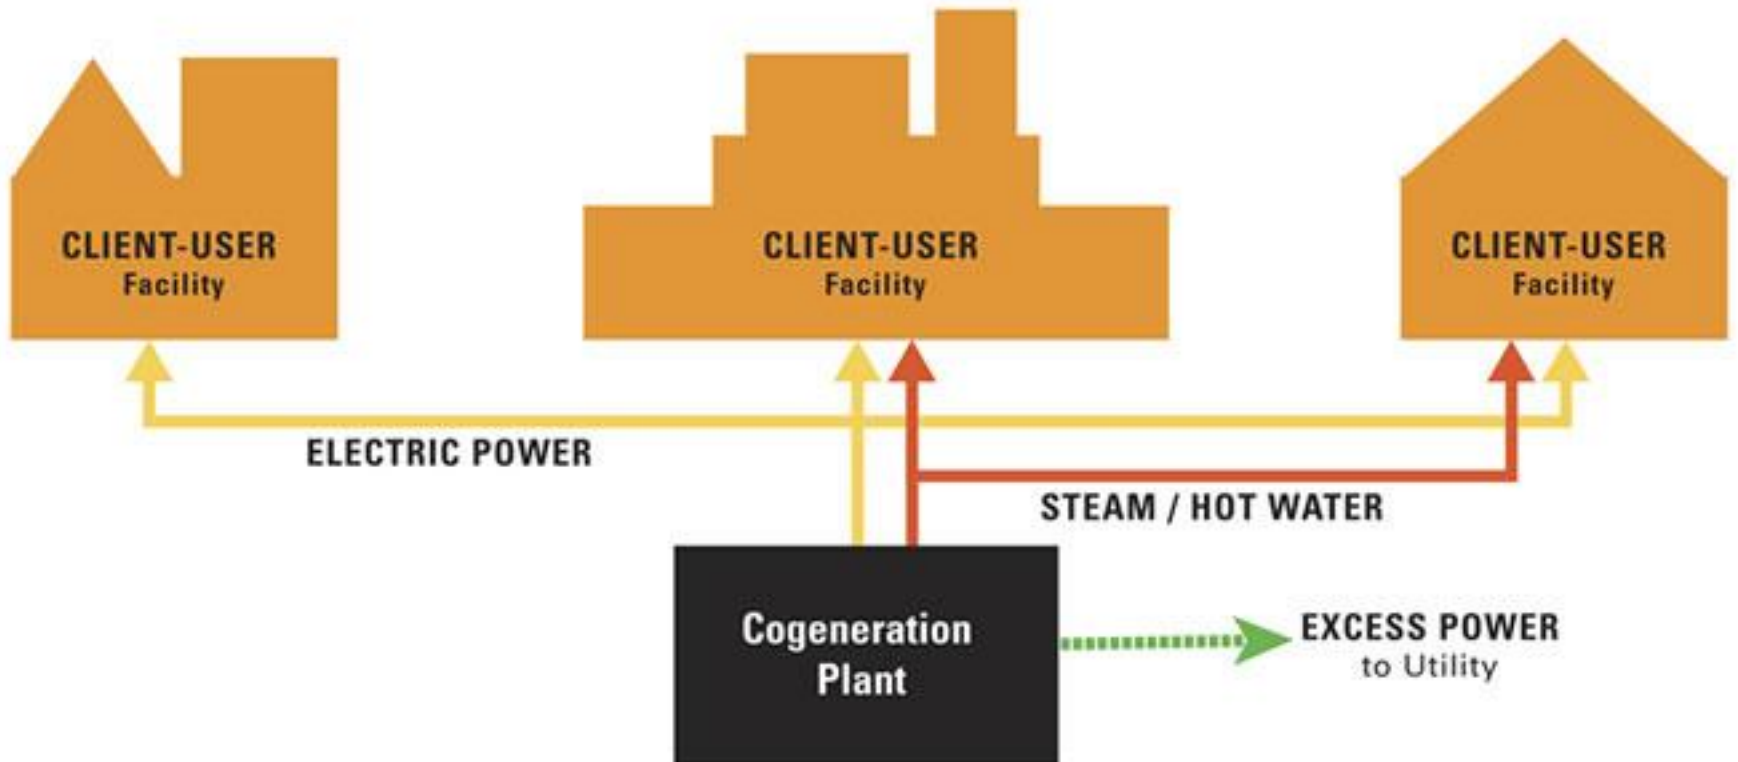 CLIENT-USER
Facility
CLIENT-USER
Facility
CLIENT-USER
Facility
ELECTRIC POWER
STEAM / HOT WATER
Cogeneration
Plant
EXCESS POWER
to Utility